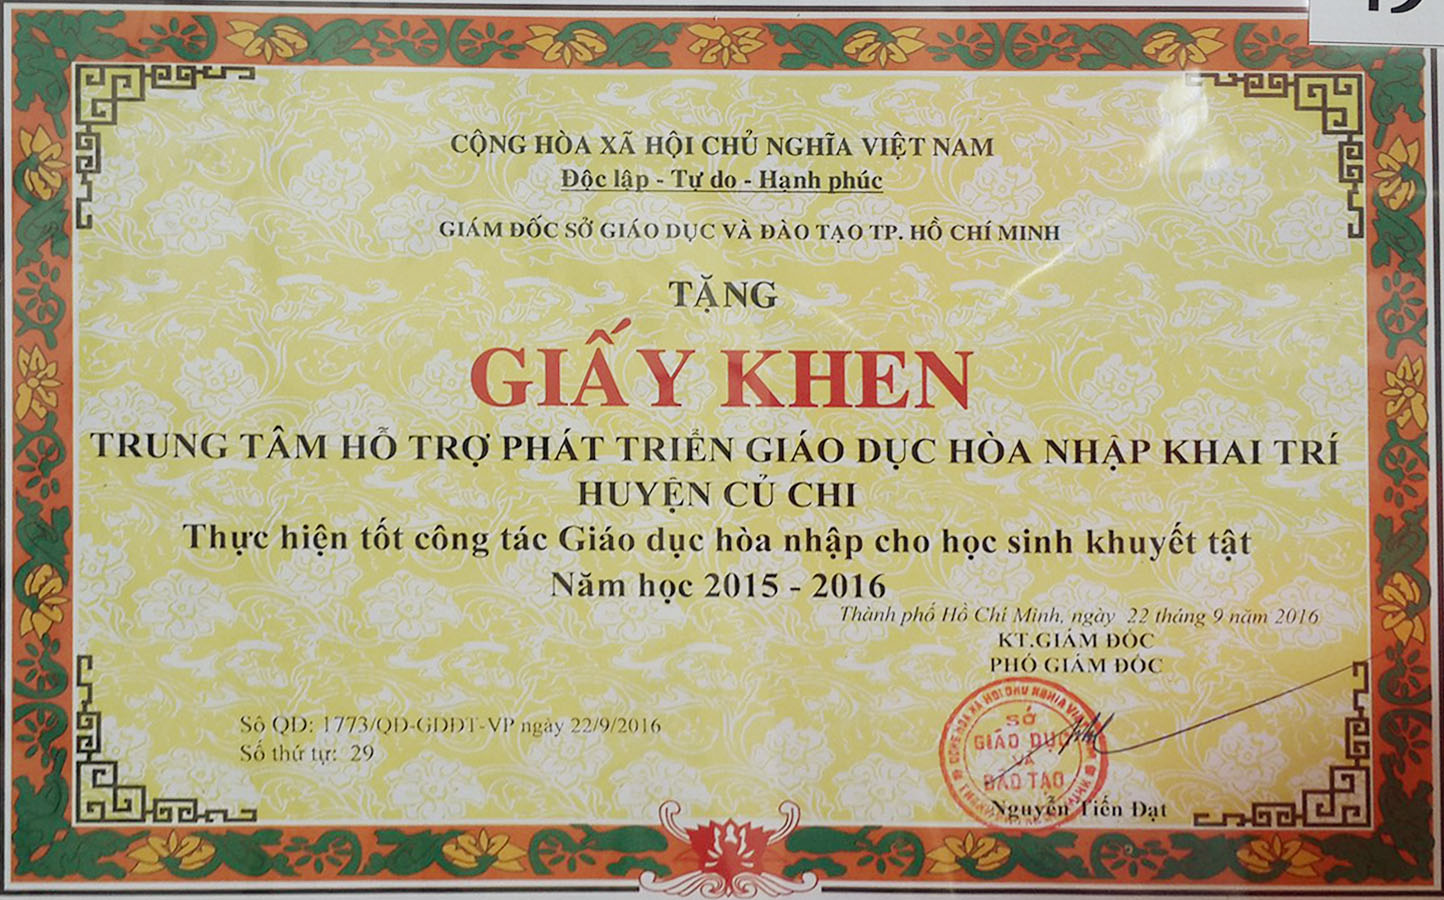 CỘNG HÒA XÃ HỘI CHỦ NGHĨA VIỆT NAM
Độc lập - Tự do - Hạnh phúc
GIÁM ĐỐC SỞ GIÁO DỤC VÀ ĐÀO TẠO TP. HỒ CHÍ MINH
TẶNG
GIẤY KHEN
TRUNG TÂM HỖ TRỢ PHÁT TRIỂN GIÁO DỤC HÒA NHẬP KHAI TRÍ
HUYỆN CỦ CHI
Thực hiện tốt công tác Giáo dục hòa nhập cho học sinh khuyết tật
Năm học 2015 - 2016
Thành phố Hồ Chí Minh, ngày 22 tháng 9 năm 2016
KT.GIÁM ĐỐC
PHÓ GIÁM ĐỐC
Số QĐ: 1773/QĐ-GDĐT-VP ngày 22/9/2016
Số thứ tự: 29
SỞ
GIÁO DỤC
VÀ
ĐÀO TẠO
Nguyễn Tiến Đạt